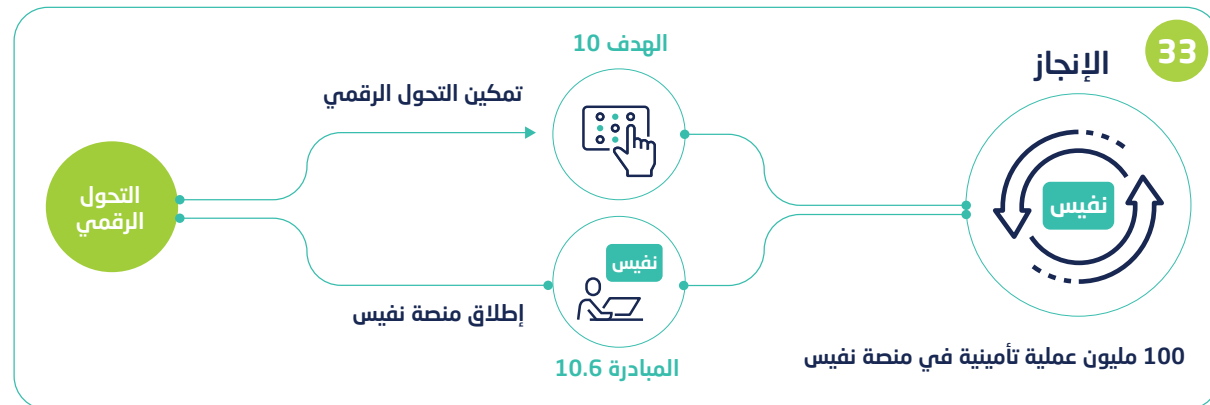 33
الإنجاز
نفيس
100 مليون عملية تأمينية في منصة نفيس
الهدف 10
تمكين التحول الرقمي
نفيس
إطلاق منصة نفيس
المبادرة 10.6
التحول
الرقمي